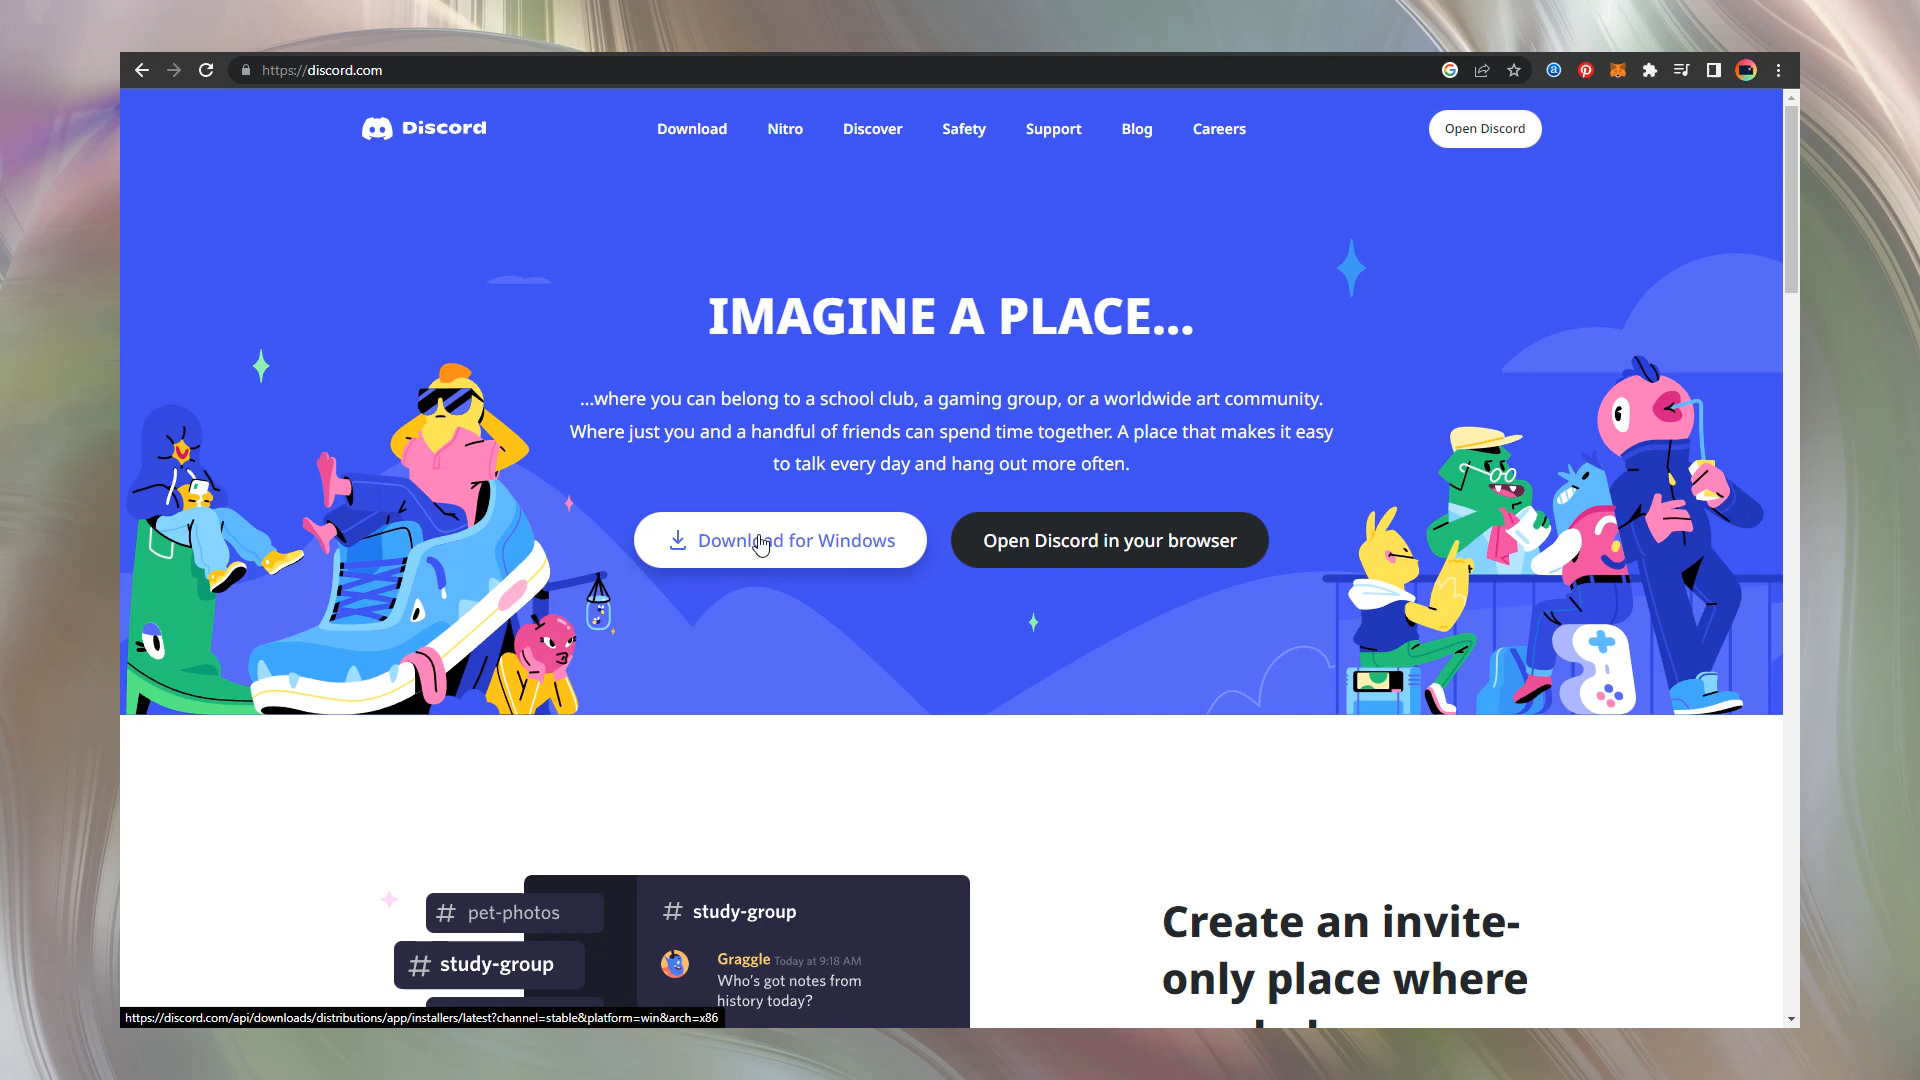 https://discord.com
Discord
Download
Nitro
Discover
Safety
Support
Blog
Careers
Open Discord
IMAGINE A PLACE...
...where you can belong to a school club, a gaming group, or a worldwide art community.
Where just you and a handful of friends can spend time together. A place that makes it easy
to talk every day and hang out more often.
Download for Windows
Open Discord in your browser
# pet-photos
# study-group
# study-group
Graggle Today at 9:18 AM
Who's got notes from
history today?
Create an invite-
only place where
https://discord.com/api/downloads/distributions/app/installers/latest?channel=stable&platform=win&arch=x86